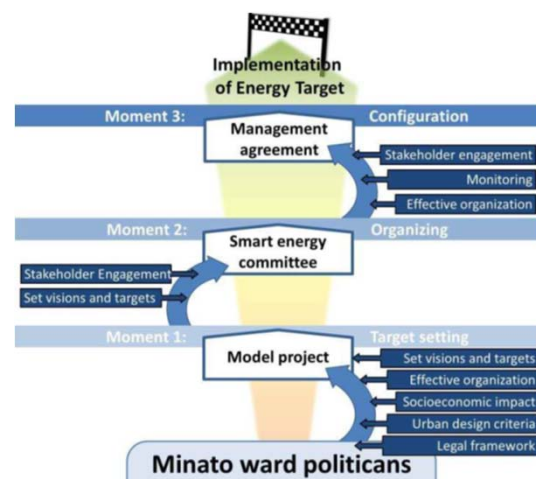 Implementation
of Energy Target
Moment 3:
Configuration
Management
agreement
Stakeholder engagement
Monitoring
Effective organization
Moment 2:
Organizing
Smart energy
committee
Stakeholder Engagement
Set visions and targets
Moment 1:
Target setting
Model project
Set visions and targets
Effective organization
Socioeconomic impact
Urban design criteria
Legal framework
Minato ward politicans